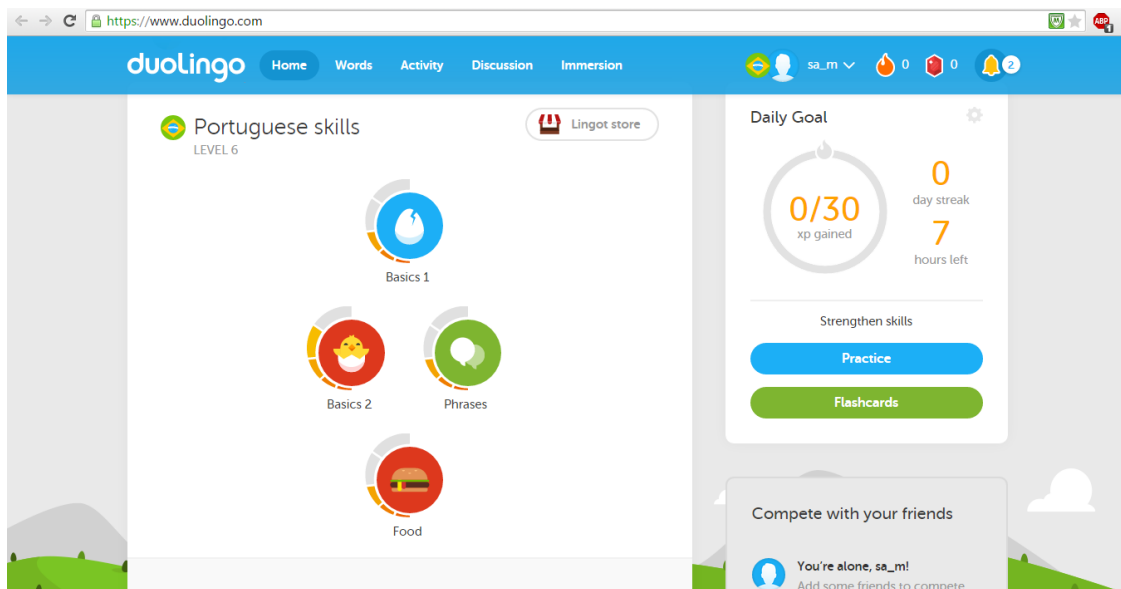 https://www.duolingo.com
ABP
1
duolingo
Home Words Activity Discussion Immersion
sa_m
0
0
2
Portuguese skills
LEVEL 6
Lingot store
Basics 1
Basics 2
Phrases
Food
Daily Goal
0/30
xp gained
0
day streak
7
hours left
Strengthen skills
Practice
Flashcards
Compete with your friends
You're alone, sa_m!
Add some friends to compete